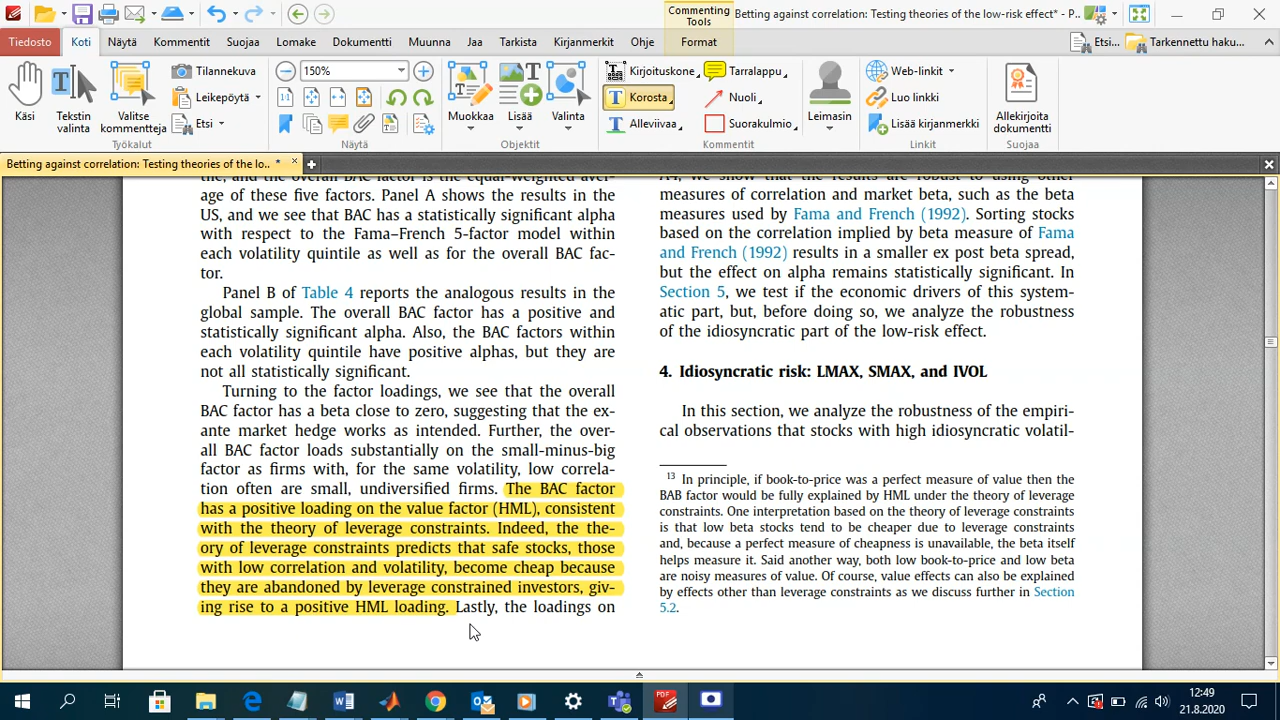 Commenting Tools
Betting against correlation: Testing theories of the low-risk effect* - P..
Tiedosto Koti Näytä Kommentit Suojaa Lomake Dokumentti Muunna Jaa Tarkista Kirjanmerkit Ohje Format Etsi... Tarkennettu haku...
Käsi
Tekstin valinta
Valitse kommentteja
Tilannekuva
Leikepöytä
Etsi
Työkalut
150%
Näytä
Muokkaa
Lisää
Valinta
Objektit
Kirjoituskone
Korosta
Alleviivaa
Tarralappu
Nuoli
Suorakulmio
Leimasin
Kommentit
Web-linkit
Luo linkki
Lisää kirjanmerkki
Linkit
Allekirjoita dokumentti
Suojaa
Betting against correlation: Testing theories of the lo.. *
tile, and the overall BAC factor is the equal-weighted aver-
age of these five factors. Panel A shows the results in the
US, and we see that BAC has a statistically significant alpha
with respect to the Fama–French 5-factor model within
each volatility quintile as well as for the overall BAC fac-
tor.
Panel B of Table 4 reports the analogous results in the
global sample. The overall BAC factor has a positive and
statistically significant alpha. Also, the BAC factors within
each volatility quintile have positive alphas, but they are
not all statistically significant.
Turning to the factor loadings, we see that the overall
BAC factor has a beta close to zero, suggesting that the ex-
ante market hedge works as intended. Further, the over-
all BAC factor loads substantially on the small-minus-big
factor as firms with, for the same volatility, low correla-
tion often are small, undiversified firms. The BAC factor
has a positive loading on the value factor (HML), consistent
with the theory of leverage constraints. Indeed, the the-
ory of leverage constraints predicts that safe stocks, those
with low correlation and volatility, become cheap because
they are abandoned by leverage constrained investors, giv-
ing rise to a positive HML loading. Lastly, the loadings on
A4, we show that the results are robust to using other
measures of correlation and market beta, such as the beta
measures used by Fama and French (1992). Sorting stocks
based on the correlation implied by beta measure of Fama
and French (1992) results in a smaller ex post beta spread,
but the effect on alpha remains statistically significant. In
Section 5, we test if the economic drivers of this system-
atic part, but, before doing so, we analyze the robustness
of the idiosyncratic part of the low-risk effect.
4. Idiosyncratic risk: LMAX, SMAX, and IVOL
In this section, we analyze the robustness of the empiri-
cal observations that stocks with high idiosyncratic volatil-
13 In principle, if book-to-price was a perfect measure of value then the
BAB factor would be fully explained by HML under the theory of leverage
constraints. One interpretation based on the theory of leverage constraints
is that low beta stocks tend to be cheaper due to leverage constraints
and, because a perfect measure of cheapness is unavailable, the beta itself
helps measure it. Said another way, both low book-to-price and low beta
are noisy measures of value. Of course, value effects can also be explained
by effects other than leverage constraints as we discuss further in Section
5.2.
12:49
21.8.2020